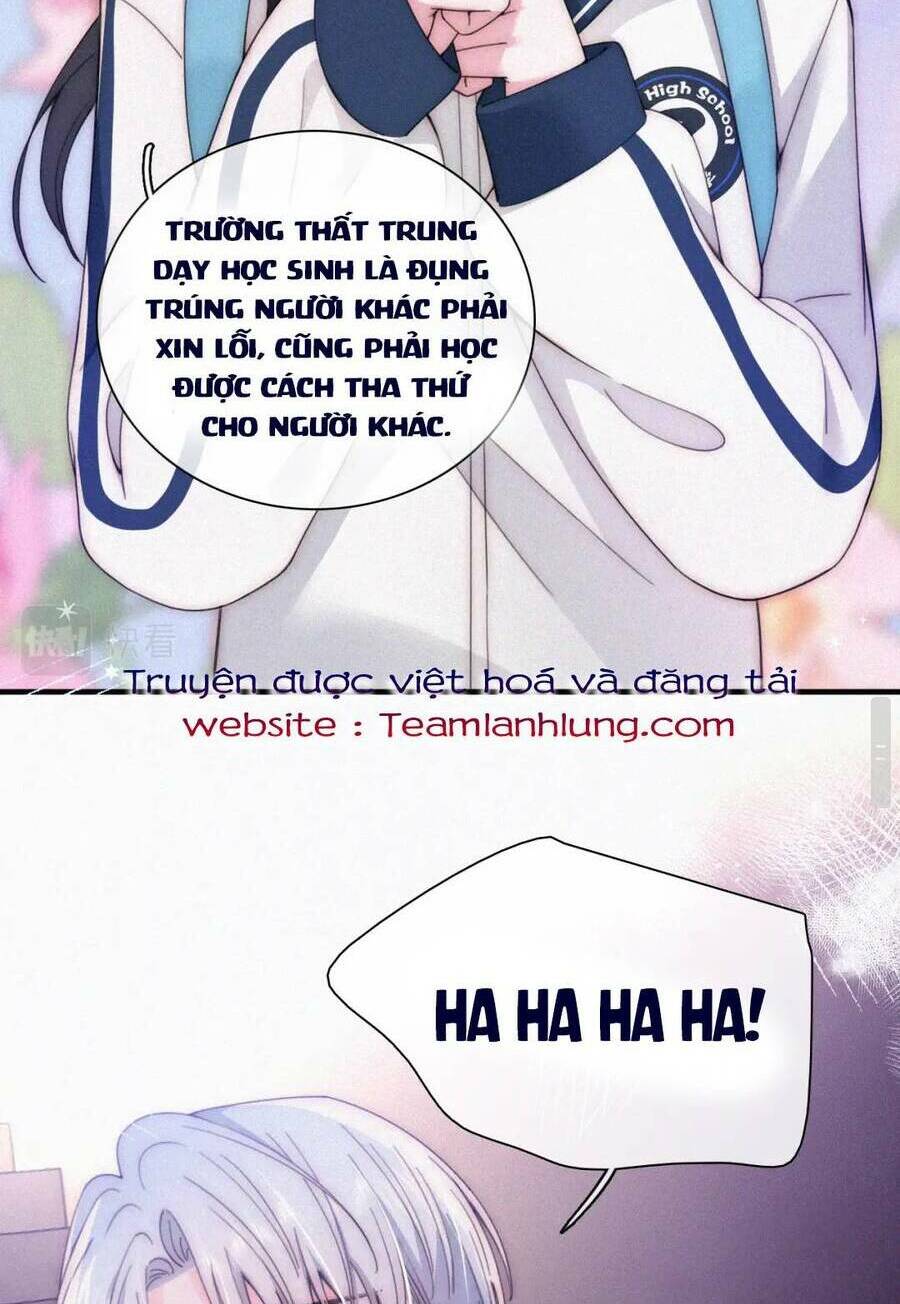 High School
TRƯỜNG THẤT TRUNG
DẠY HỌC SINH LÀ ĐỤNG
TRÚNG NGƯỜI KHÁC PHẢI
XIN LỖI, CŨNG PHẢI HỌC
ĐƯỢC CÁCH THA THỨ
CHO NGƯỜI KHÁC.
快看! 快看
Truyện được việt hoá và đăng tải
website : Teamlanhlung.com
HA HA HA HA!